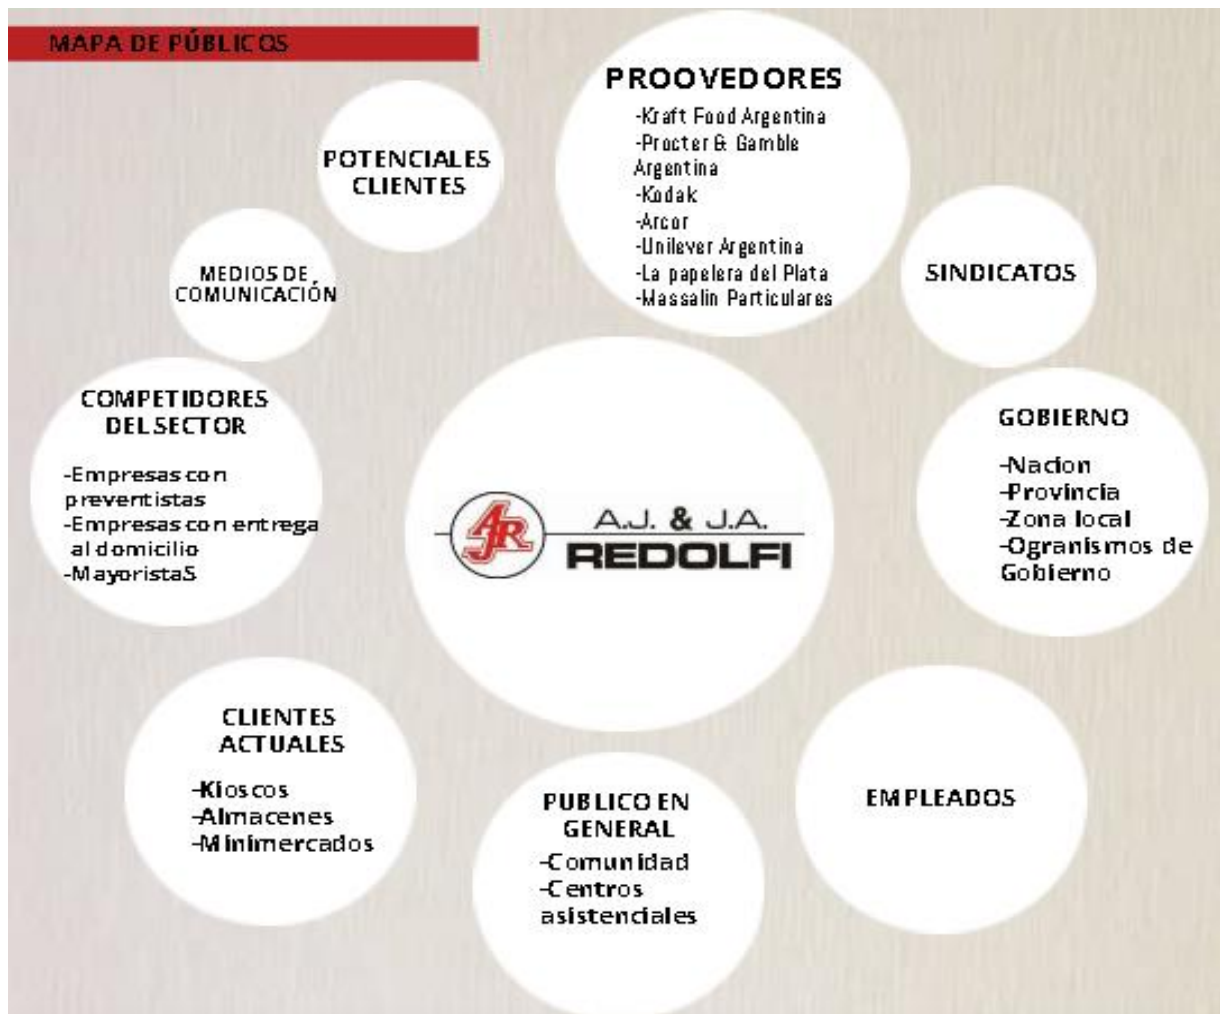 MAPA DE PÚBLICOS
PROOVEDORES
-Kraft Food Argentina
-Procter & Gamble
Argentina
-Kodak
-Arcor
-Unilever Argentina
-La papelera del Plata
-Massalin Particulares
POTENCIALES
CLIENTES
SINDICATOS
MEDIOS DE
COMUNICACIÓN
COMPETIDORES
DEL SECTOR
-Empresas con
preventistas
-Empresas con entrega
al domicilio
-MayoristaS
GOBIERNO
-Nacion
-Provincia
-Zona local
-Ogranismos de
Gobierno
AJR
A.J. & J.A.
REDOLFI
CLIENTES
ACTUALES
-Kioscos
-Almacenes
-Minimercados
PUBLICO EN
GENERAL
-Comunidad
-Centros
asistenciales
EMPLEADOS